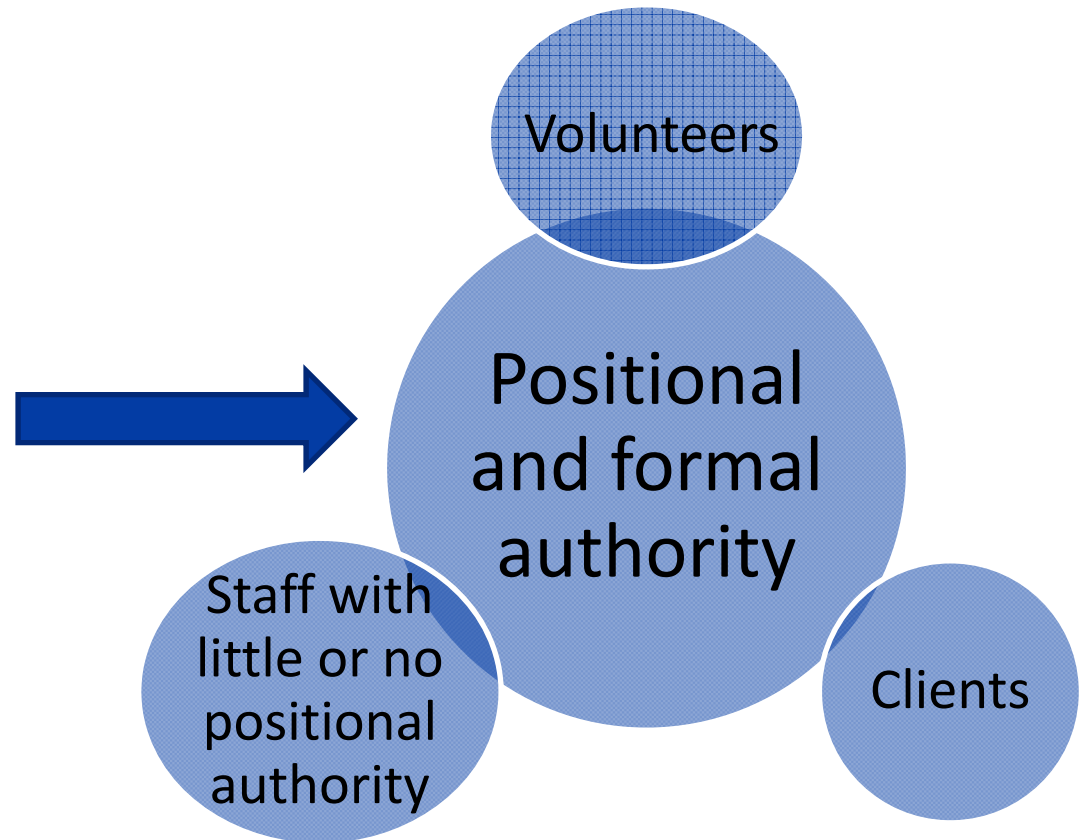 Volunteers
Positional
and formal
authority
Staff with
little or no
positional
authority
Clients